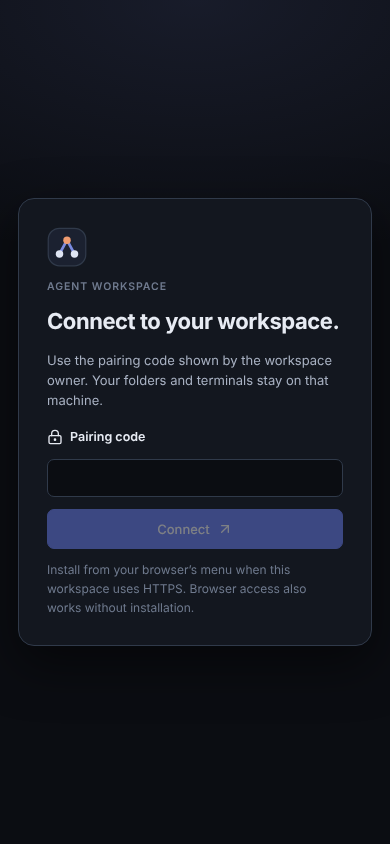 AGENT WORKSPACE
Connect to your workspace.
Use the pairing code shown by the workspace
owner. Your folders and terminals stay on that
machine.
Pairing code
Connect
Install from your browser’s menu when this
workspace uses HTTPS. Browser access also
works without installation.